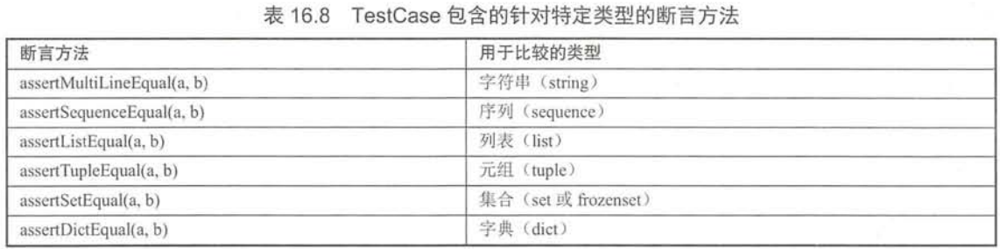 表 16.8 TestCase 包含的针对特定类型的断言方法
断言方法 用于比较的类型
assertMultiLineEqual(a, b) 字符串（string）
assertSequenceEqual(a, b) 序列（sequence）
assertListEqual(a, b) 列表（list）
assertTupleEqual(a, b) 元组（tuple）
assertSetEqual(a, b) 集合（set 或 frozenset）
assertDictEqual(a, b) 字典（dict）